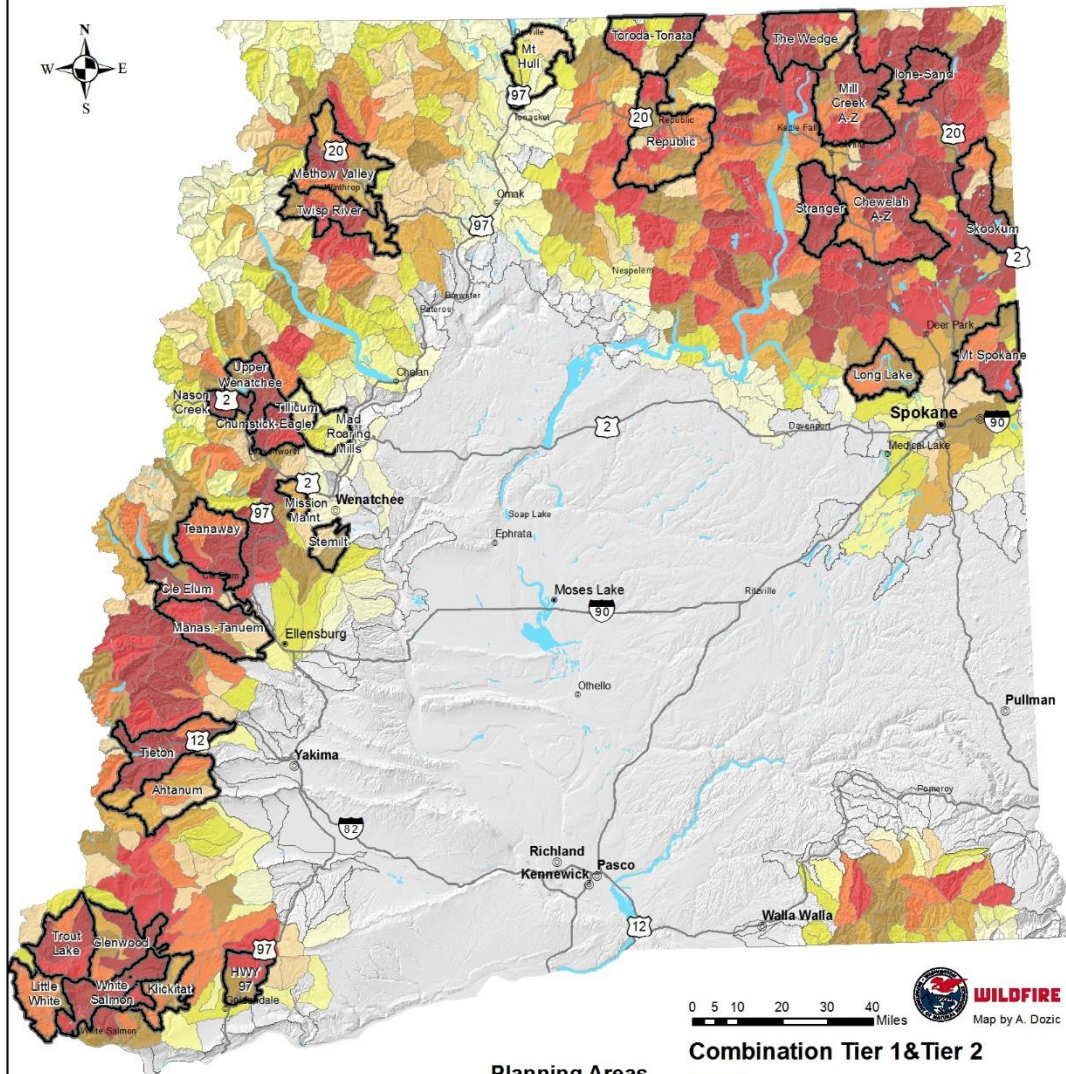 N
W E
S
Oroville
Mt
Hull
97
Tonasket
Toroda-Tonata
The Wedge
Ione-Sand
Mill
Creek
A-Z
20
Republic
Republic
Kettle Falls
Colville
20
20
Methow Valley
Winthrop
Twisp River
Omak
97
Stranger
Chewelah
A-Z
Skookum
2
Nespelem
Brewster
Pateros
Deer Park
Mt Spokane
Long Lake
Chelan
Upper
Wenatchee
Nason
Creek
2
Tillicum
Chumstick-Eagle
Mad
Roaring
Mills
2
Davenport
Spokane
90
Medical Lake
2
Mission
Maint.
Wenatchee
97
Teanaway
Stemilt
Soap Lake
Ephrata
Cle Elum
Cle Elum
Moses Lake
90
Ritzville
Manas.-Tanuem
Ellensburg
Othello
Pullman
12
Tieton
Yakima
Ahtanum
82
Pomeroy
Richland
Kennewick
Pasco
12
Walla Walla
Trout
Lake
Glenwood
97
HWY
97
Little
White
White
Salmon
Klickitat
Goldendale
White Salmon
0 5 10 20 30 40
Miles
WILDFIRE
Map by A. Dozic
Combination Tier 1&Tier 2
Planning Areas